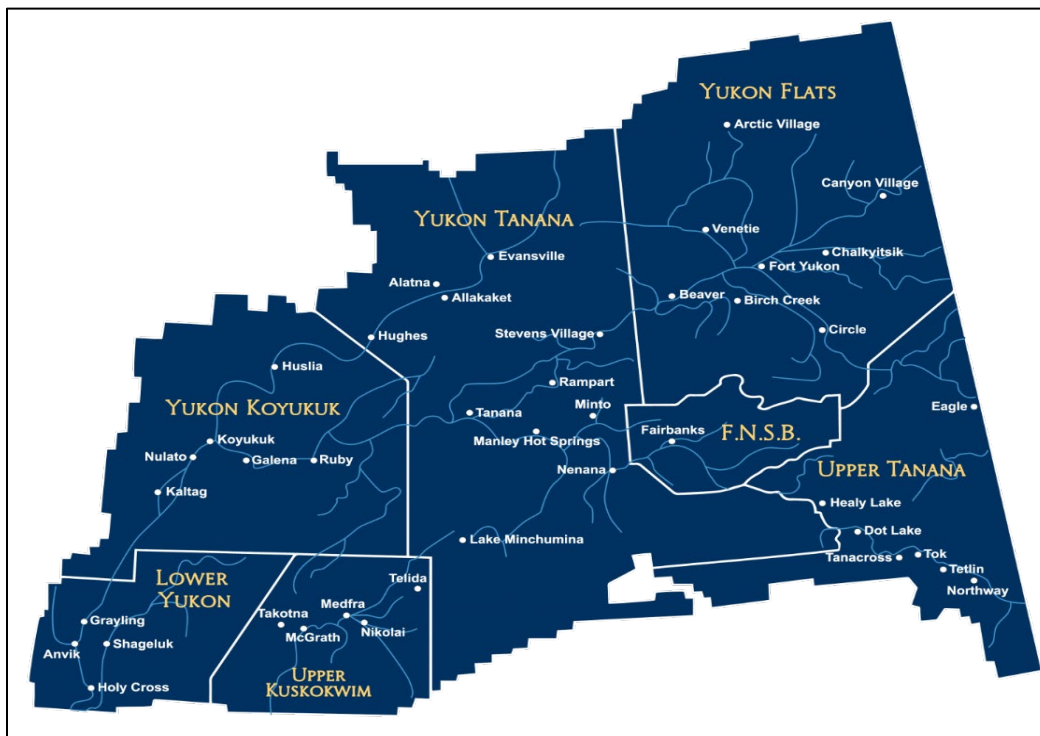 YUKON FLATS
Arctic Village
Canyon Village
YUKON TANANA
Venetie
Chalkyitsik
Evansville
Fort Yukon
Alatna
Allakaket
Beaver
Birch Creek
Hughes
Stevens Village
Circle
Huslia
Rampart
YUKON KOYUKUK
Tanana
Minto
Eagle
Manley Hot Springs
Fairbanks
F.N.S.B.
Koyukuk
Nulato
Galena
Ruby
Nenana
UPPER TANANA
Kaltag
Healy Lake
Dot Lake
Lake Minchumina
Tanacross
Tok
Tetlin
Northway
LOWER
YUKON
Telida
Takotna
Medfra
McGrath
Nikolai
Grayling
Anvik
Shageluk
UPPER
KUSKOKWIM
Holy Cross